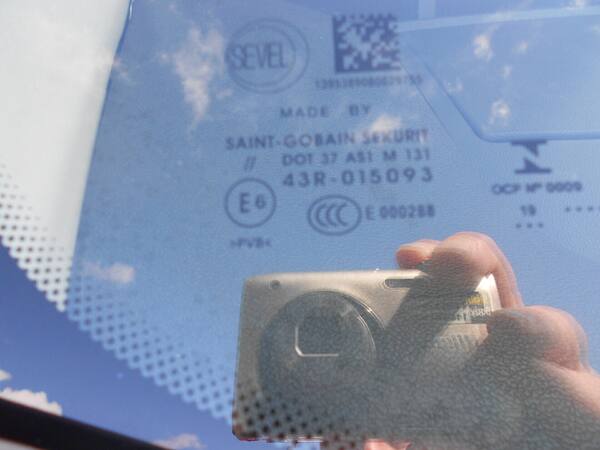 SEVEL
MADE BY
SAINT-GOBAIN SEKURIT
// DOT 37 AS1 M 131
43R-015093
E6
CCC E 000288
>PVB<
OCP Nº 0009
19